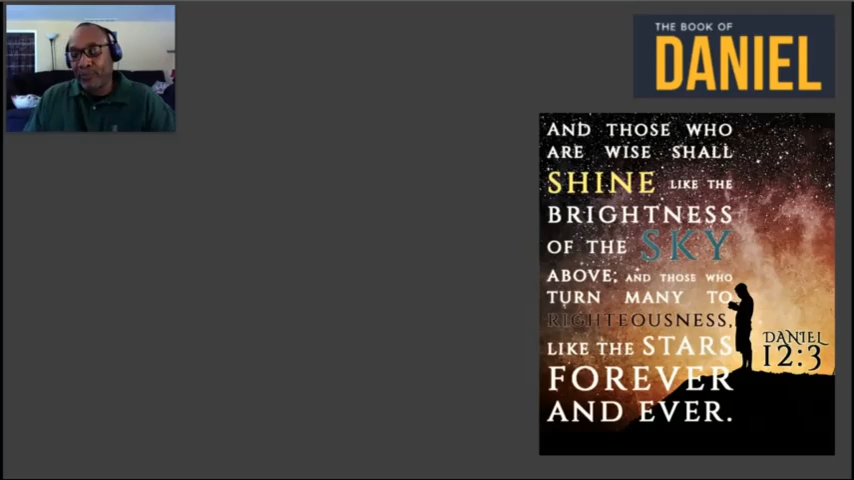 THE BOOK OF
DANIEL
AND THOSE WHO
ARE WISE SHALL
SHINE LIKE THE
BRIGHTNESS
OF THE SKY
ABOVE; AND THOSE WHO
TURN MANY TO
RIGHTEOUSNESS,
LIKE THE STARS
FOREVER
AND EVER.
DANIEL
12:3